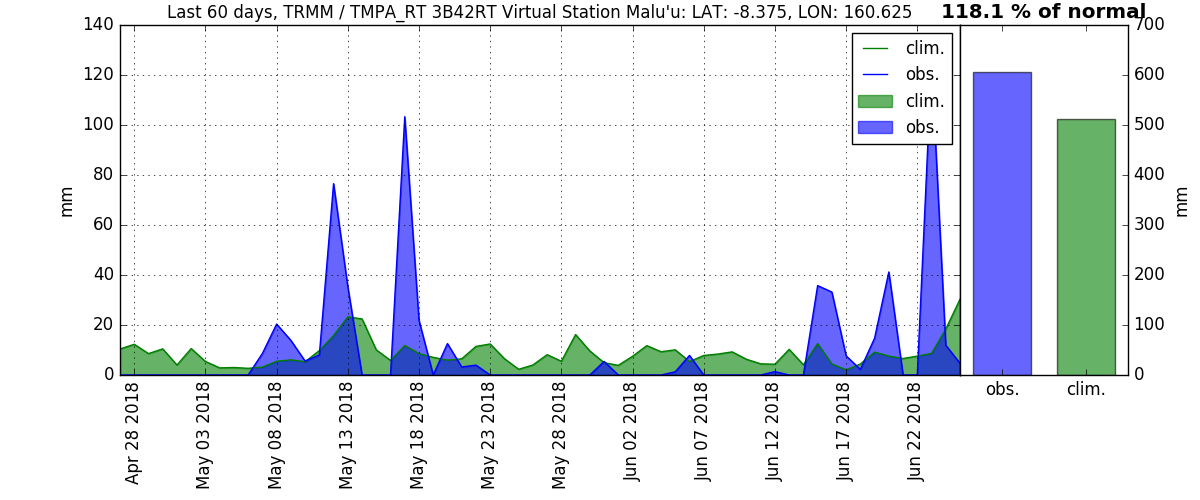 Last 60 days, TRMM / TMPA_RT 3B42RT Virtual Station Malu'u: LAT: -8.375, LON: 160.625
118.1 % of normal
140
120
100
80
60
40
20
0
mm
clim.
obs.
clim.
obs.
700
600
500
400
300
200
100
0
mm
obs.
clim.
Apr 28 2018
May 03 2018
May 08 2018
May 13 2018
May 18 2018
May 23 2018
May 28 2018
Jun 02 2018
Jun 07 2018
Jun 12 2018
Jun 17 2018
Jun 22 2018